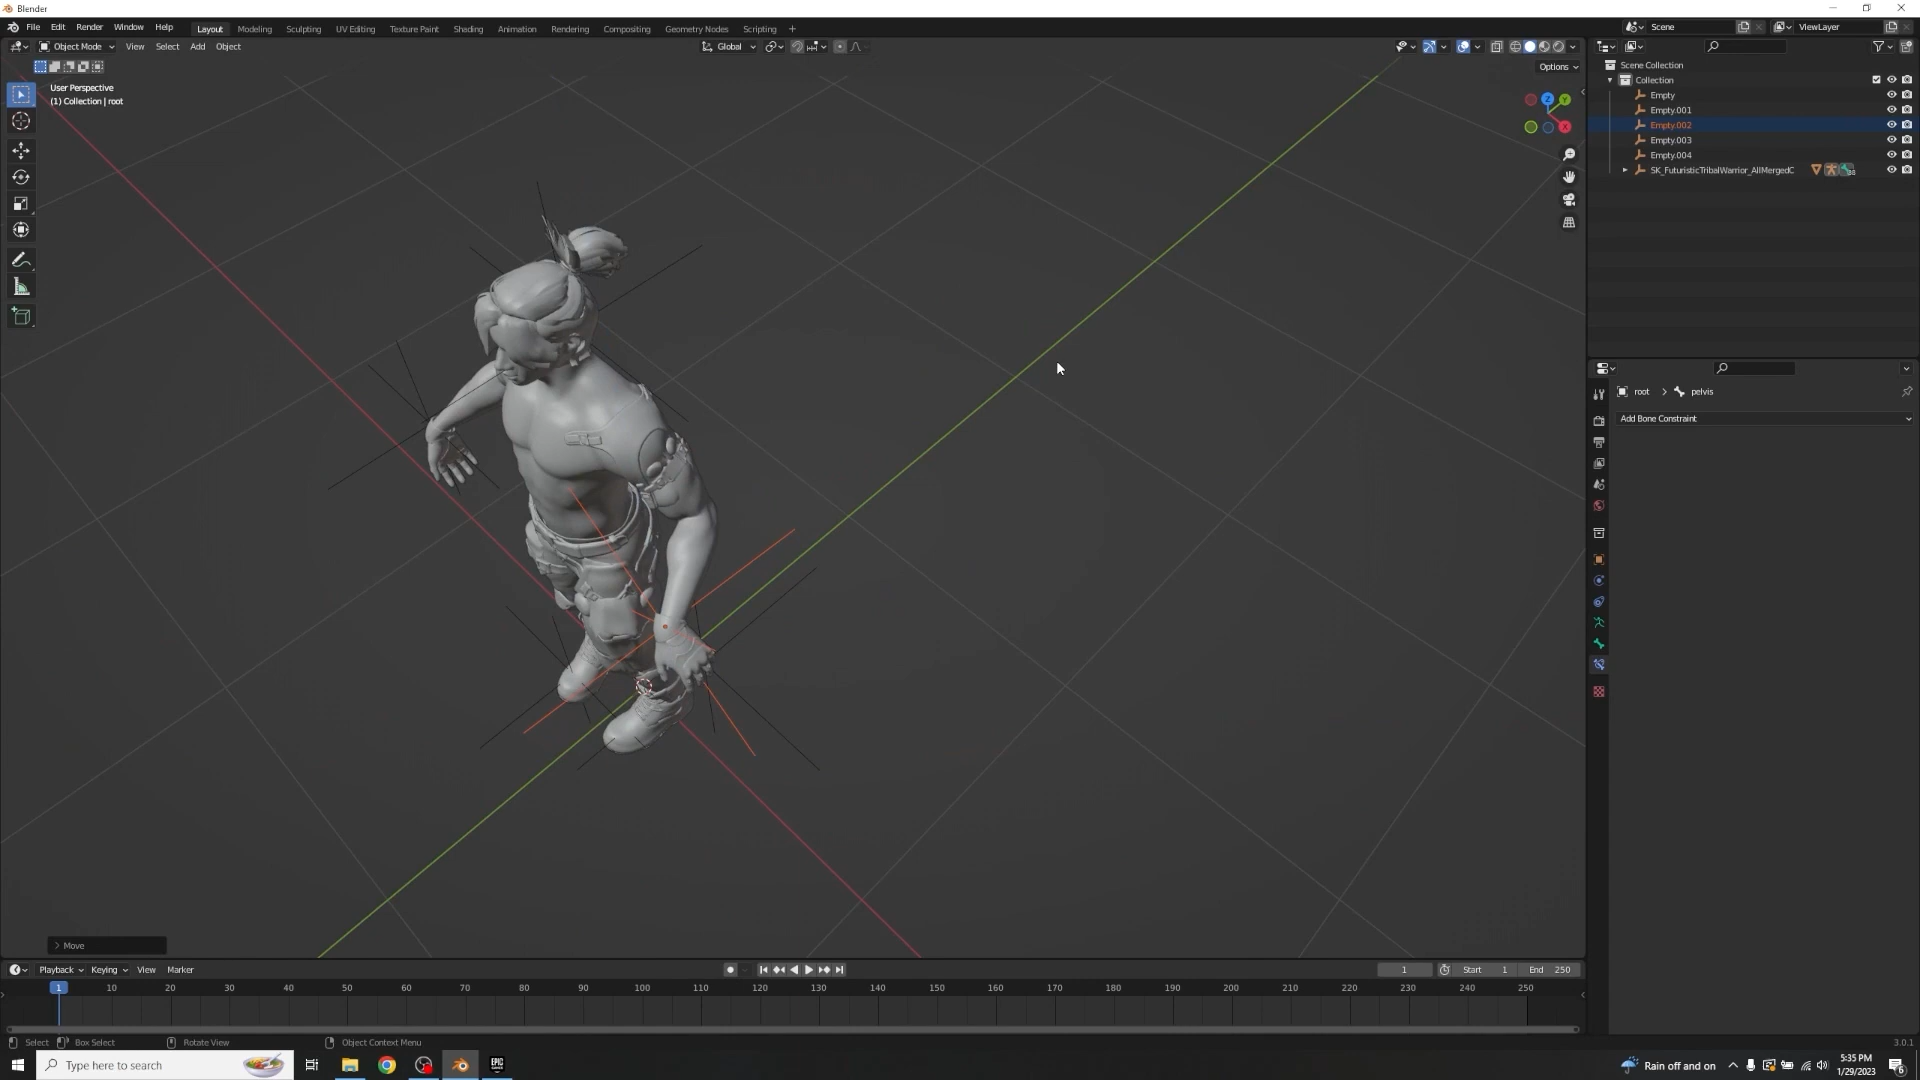 Blender
File Edit Render Window Help Layout Modeling Sculpting UV Editing Texture Paint Shading Animation Rendering Compositing Geometry Nodes Scripting + Scene ViewLayer
Object Mode View Select Add Object Global
Options
User Perspective
(1) Collection | root
Z Y X
Scene Collection
Collection
Empty
Empty.001
Empty.002
Empty.003
Empty.004
SK_FuturisticTribalWarrior_AllMergedC
root > pelvis
Add Bone Constraint
> Move
Playback Keying View Marker 1 Start 1 End 250
1 10 20 30 40 50 60 70 80 90 100 110 120 130 140 150 160 170 180 190 200 210 220 230 240 250
Select Box Select Rotate View Object Context Menu 3.0.1
Type here to search EPIC GAMES Rain off and on 5:35 PM
1/29/2023 6